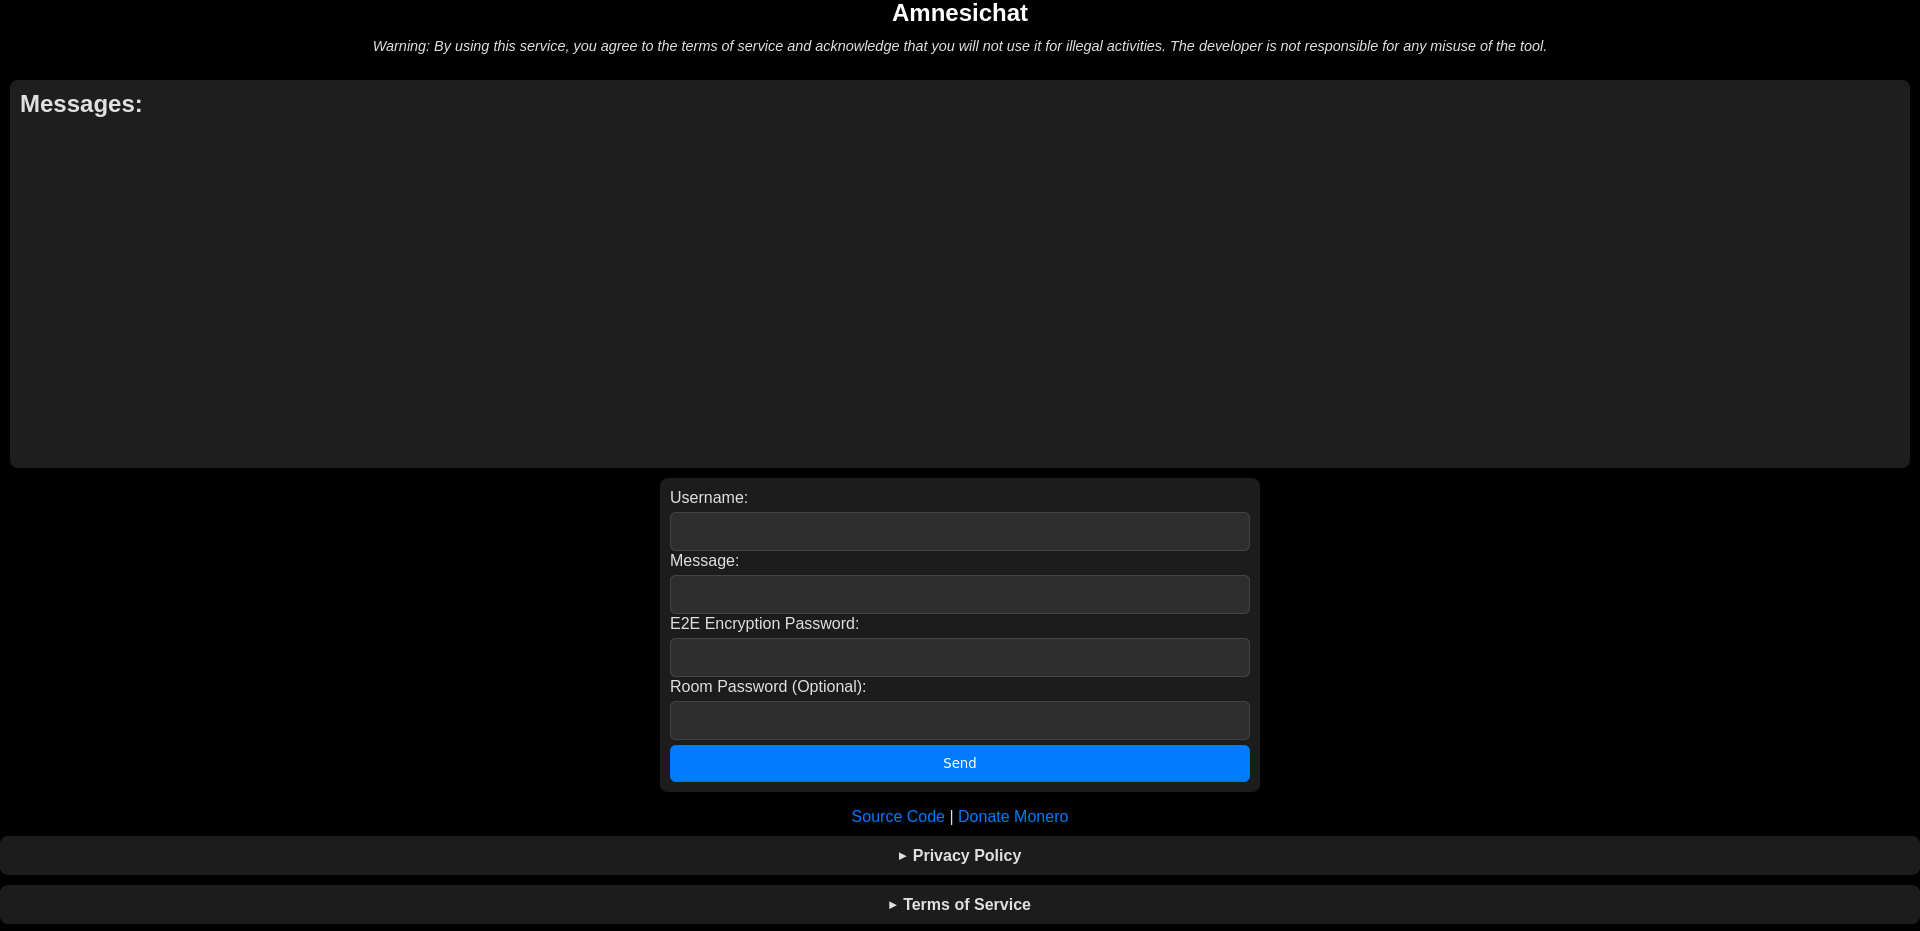 Amnesichat
Warning: By using this service, you agree to the terms of service and acknowledge that you will not use it for illegal activities. The developer is not responsible for any misuse of the tool.
Messages:
Username:
Message:
E2E Encryption Password:
Room Password (Optional):
Send
Source Code | Donate Monero
▸ Privacy Policy
▸ Terms of Service